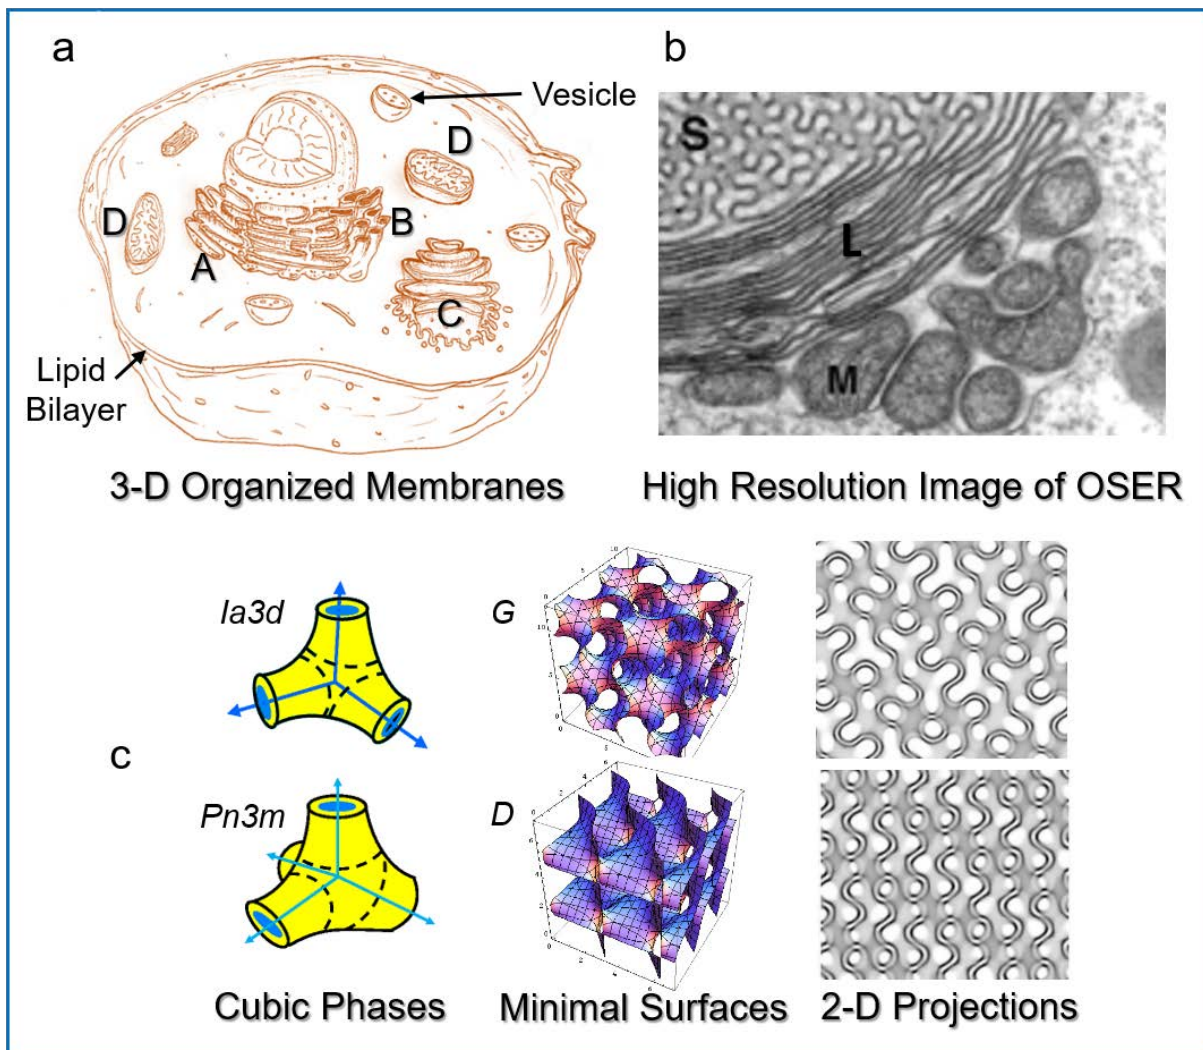 a
b
Vesicle
D
S
D
B
A
L
C
M
Lipid
Bilayer
3-D Organized Membranes
High Resolution Image of OSER
Ia3d
G
c
Pn3m
D
Cubic Phases
Minimal Surfaces
2-D Projections